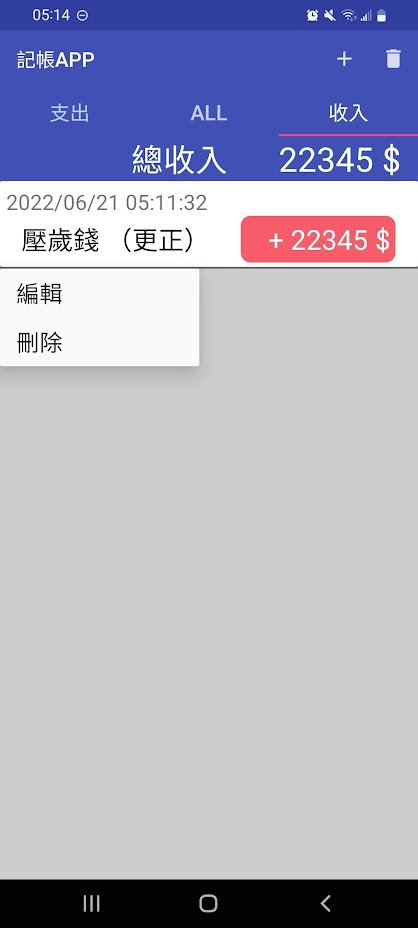 05:14
記帳APP
支出 ALL 收入
總收入 22345 $
2022/06/21 05:11:32
壓歲錢 （更正） + 22345 $
編輯
刪除